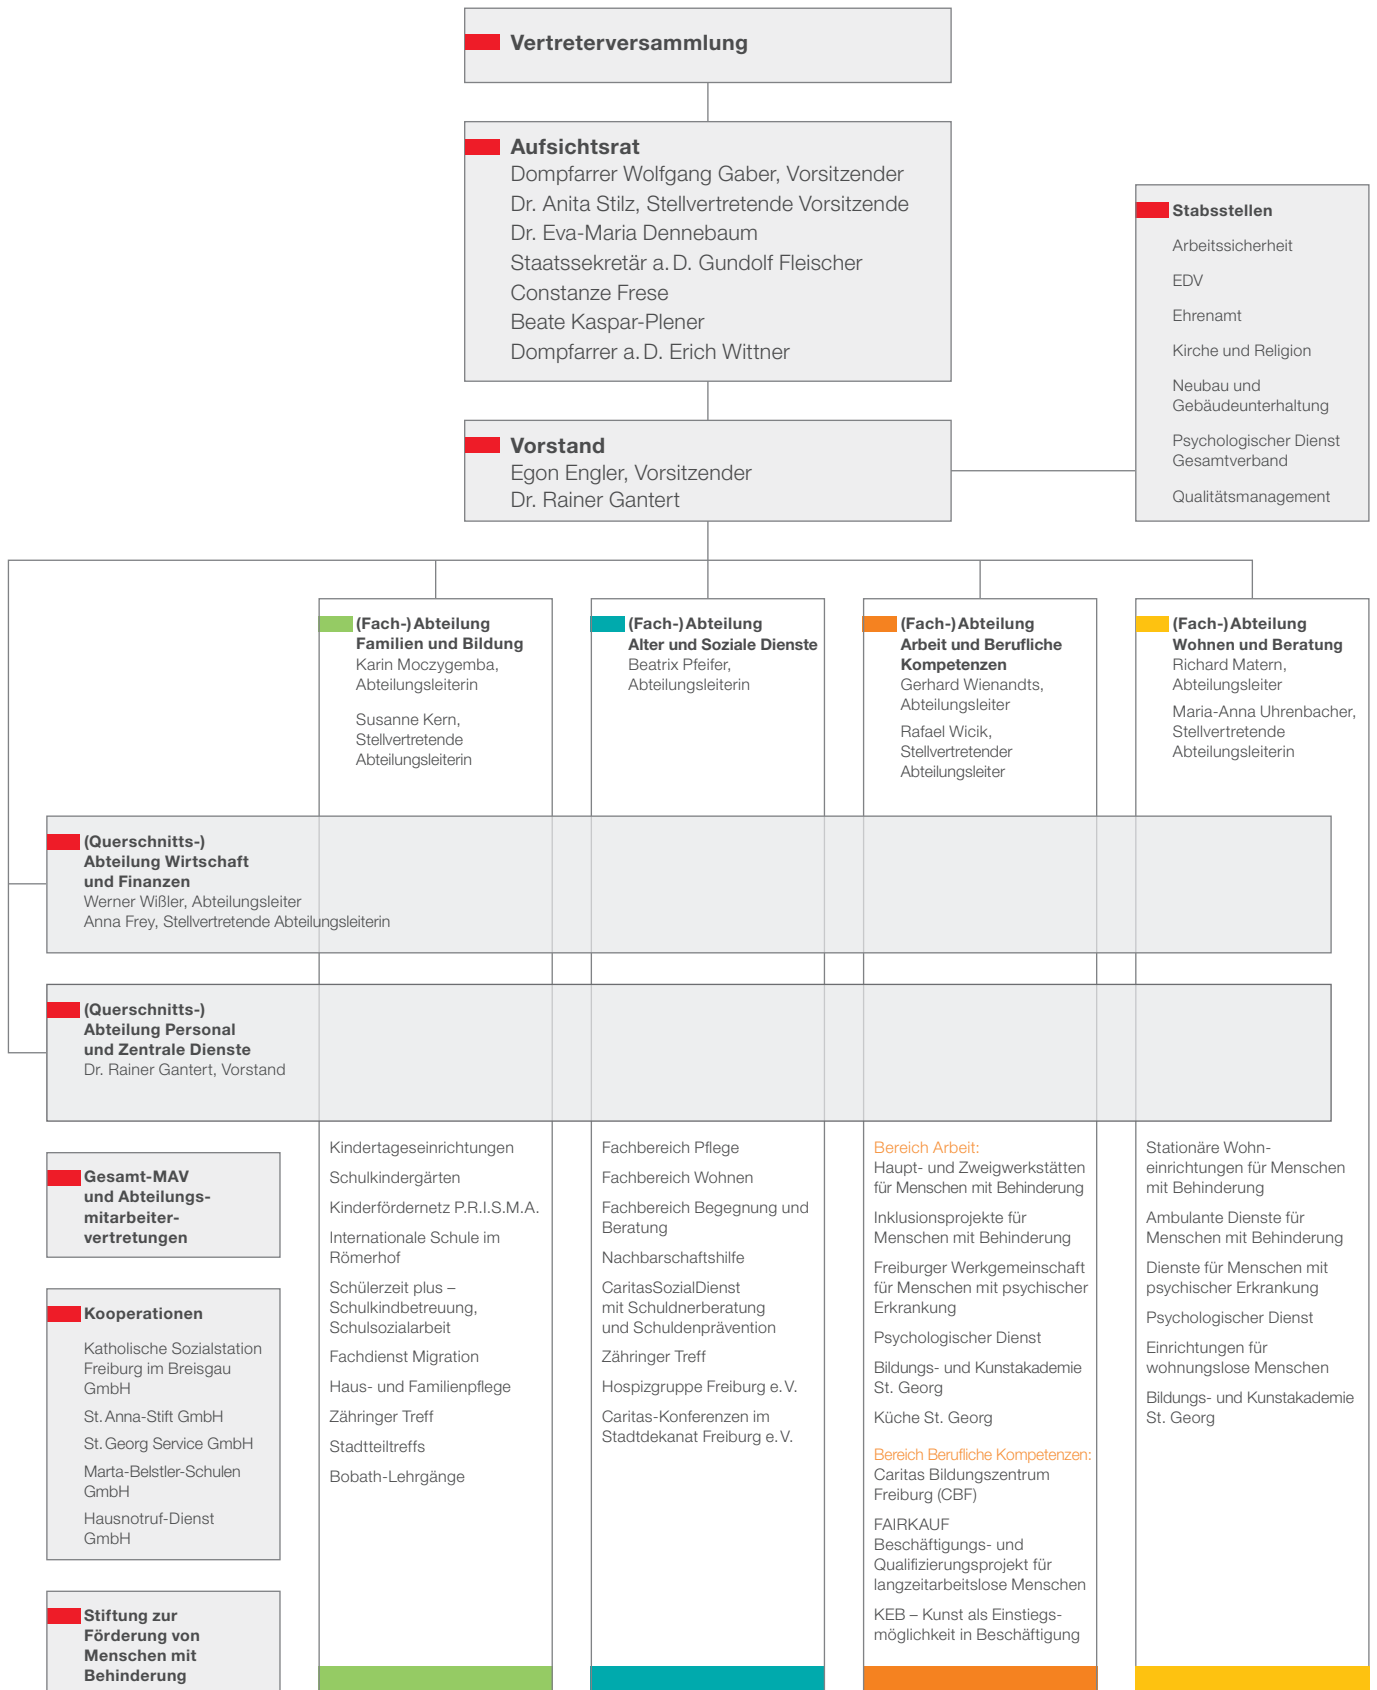 Vertreterversammlung
Aufsichtsrat
Dompfarrer Wolfgang Gaber, Vorsitzender
Dr. Anita Stilz, Stellvertretende Vorsitzende
Dr. Eva-Maria Dennebaum
Staatssekretär a. D. Gundolf Fleischer
Constanze Frese
Beate Kaspar-Plener
Dompfarrer a. D. Erich Wittner
Stabsstellen
Arbeitssicherheit
EDV
Ehrenamt
Kirche und Religion
Neubau und
Gebäudeunterhaltung
Psychologischer Dienst
Gesamtverband
Qualitätsmanagement
Vorstand
Egon Engler, Vorsitzender
Dr. Rainer Gantert
(Fach-) Abteilung
Familien und Bildung
Karin Moczygemba,
Abteilungsleiterin
Susanne Kern,
Stellvertretende
Abteilungsleiterin
(Fach-) Abteilung
Alter und Soziale Dienste
Beatrix Pfeifer,
Abteilungsleiterin
(Fach-) Abteilung
Arbeit und Berufliche
Kompetenzen
Gerhard Wienandts,
Abteilungsleiter
Rafael Wicik,
Stellvertretender
Abteilungsleiter
(Fach-) Abteilung
Wohnen und Beratung
Richard Matern,
Abteilungsleiter
Maria-Anna Uhrenbacher,
Stellvertretende
Abteilungsleiterin
(Querschnitts-)
Abteilung Wirtschaft
und Finanzen
Werner Wißler, Abteilungsleiter
Anna Frey, Stellvertretende Abteilungsleiterin
(Querschnitts-)
Abteilung Personal
und Zentrale Dienste
Dr. Rainer Gantert, Vorstand
Gesamt-MAV
und Abteilungs-
mitarbeiter-
vertretungen
Kooperationen
Katholische Sozialstation
Freiburg im Breisgau
GmbH
St. Anna-Stift GmbH
St. Georg Service GmbH
Marta-Belstler-Schulen
GmbH
Hausnotruf-Dienst
GmbH
Stiftung zur
Förderung von
Menschen mit
Behinderung
Kindertageseinrichtungen
Schulkindergärten
Kinderfördernetz P.R.I.S.M.A.
Internationale Schule im
Römerhof
Schülerzeit plus –
Schulkindbetreuung,
Schulsozialarbeit
Fachdienst Migration
Haus- und Familienpflege
Zähringer Treff
Stadtteiltreffs
Bobath-Lehrgänge
Fachbereich Pflege
Fachbereich Wohnen
Fachbereich Begegnung und
Beratung
Nachbarschaftshilfe
CaritasSozialDienst
mit Schuldnerberatung
und Schuldenprävention
Zähringer Treff
Hospizgruppe Freiburg e. V.
Caritas-Konferenzen im
Stadtdekanat Freiburg e. V.
Bereich Arbeit:
Haupt- und Zweigwerkstätten
für Menschen mit Behinderung
Inklusionsprojekte für
Menschen mit Behinderung
Freiburger Werkgemeinschaft
für Menschen mit psychischer
Erkrankung
Psychologischer Dienst
Bildungs- und Kunstakademie
St. Georg
Küche St. Georg
Bereich Berufliche Kompetenzen:
Caritas Bildungszentrum
Freiburg (CBF)
FAIRKAUF
Beschäftigungs- und
Qualifizierungsprojekt für
langzeitarbeitslose Menschen
KEB – Kunst als Einstiegs-
möglichkeit in Beschäftigung
Stationäre Wohn-
einrichtungen für Menschen
mit Behinderung
Ambulante Dienste für
Menschen mit Behinderung
Dienste für Menschen mit
psychischer Erkrankung
Psychologischer Dienst
Einrichtungen für
wohnungslose Menschen
Bildungs- und Kunstakademie
St. Georg